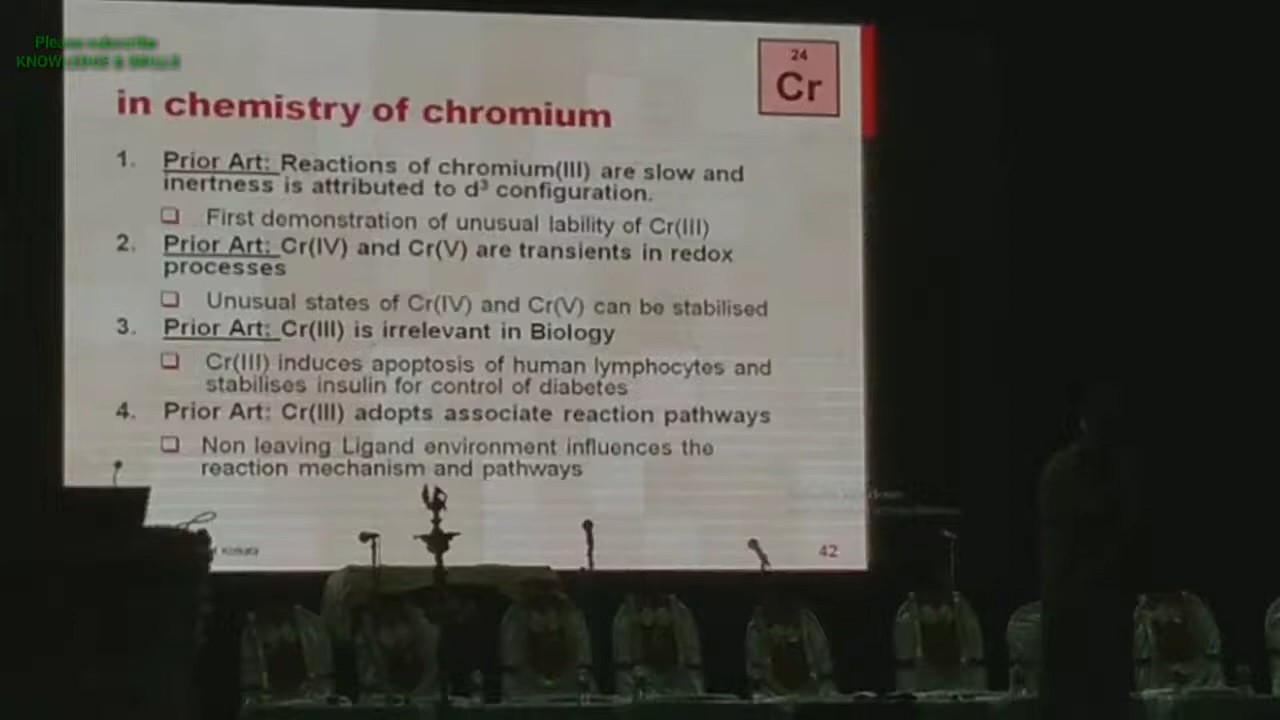 Please subscribe
KNOWLEDGE & SKILLS
24
Cr
in chemistry of chromium
1. Prior Art: Reactions of chromium(III) are slow and
inertness is attributed to d³ configuration.
❑ First demonstration of unusual lability of Cr(III)
2. Prior Art: Cr(IV) and Cr(V) are transients in redox
processes
❑ Unusual states of Cr(IV) and Cr(V) can be stabilised
3. Prior Art: Cr(III) is irrelevant in Biology
❑ Cr(III) induces apoptosis of human lymphocytes and
stabilises insulin for control of diabetes
4. Prior Art: Cr(III) adopts associate reaction pathways
❑ Non leaving Ligand environment influences the
reaction mechanism and pathways
42